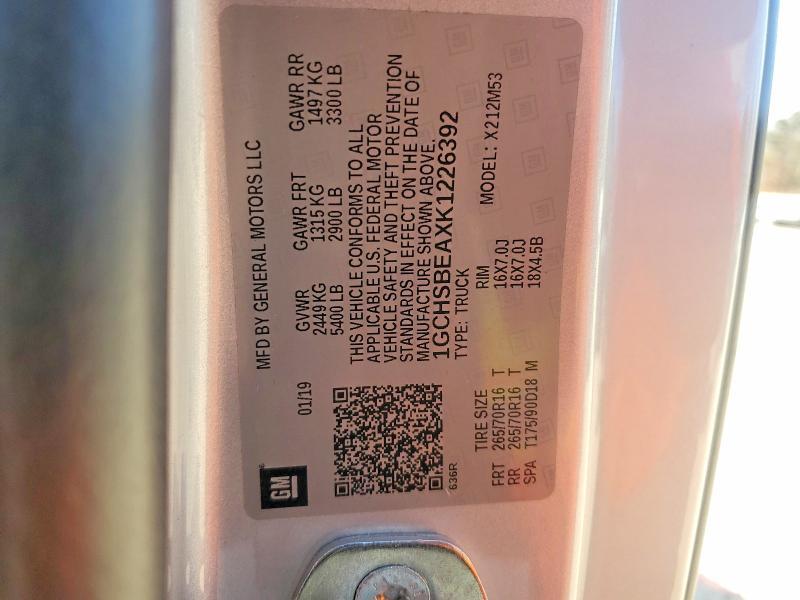 GM
01/19
MFD BY GENERAL MOTORS LLC
GVWR GAWR FRT GAWR RR
2449 KG 1315 KG 1497 KG
5400 LB 2900 LB 3300 LB
THIS VEHICLE CONFORMS TO ALL
APPLICABLE U.S. FEDERAL MOTOR
VEHICLE SAFETY AND THEFT PREVENTION
STANDARDS IN EFFECT ON THE DATE OF
MANUFACTURE SHOWN ABOVE.
1GCHSBEAXK1226392
636R
TYPE: TRUCK MODEL: X212M53
TIRE SIZE RIM
FRT 265/70R16 T 16X7.0J
RR 265/70R16 T 16X7.0J
SPA T175/90D18 M 18X4.5B